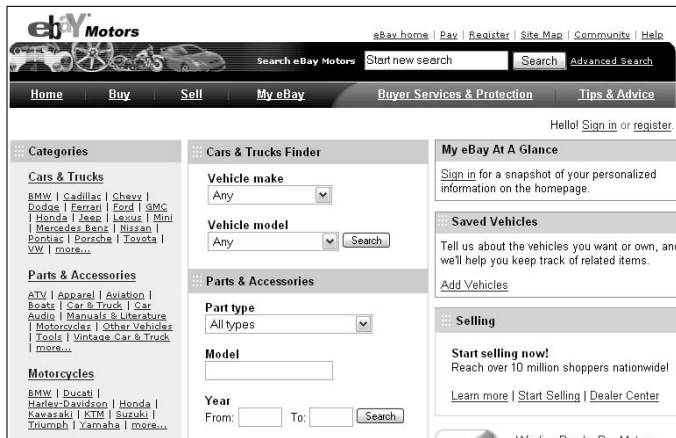 ebaY Motors
eBay home | Pay | Register | Site Map | Community | Help
Search eBay Motors Start new search Search Advanced Search
Home Buy Sell My eBay Buyer Services & Protection Tips & Advice
Hello! Sign in or register.
Categories
Cars & Trucks
BMW | Cadillac | Chevy |
Dodge | Ferrari | Ford | GMC
| Honda | Jeep | Lexus | Mini
| Mercedes Benz | Nissan |
Pontiac | Porsche | Toyota |
VW | more...
Parts & Accessories
ATV | Apparel | Aviation |
Boats | Car & Truck | Car
Audio | Manuals & Literature
| Motorcycles | Other Vehicles
| Tools | Vintage Car & Truck
| more...
Motorcycles
BMW | Ducati |
Harley-Davidson | Honda |
Kawasaki | KTM | Suzuki |
Triumph | Yamaha | more...
Cars & Trucks Finder
Vehicle make
Any
Vehicle model
Any Search
Parts & Accessories
Part type
All types
Model
Year
From: To: Search
My eBay At A Glance
Sign in for a snapshot of your personalized
information on the homepage.
Saved Vehicles
Tell us about the vehicles you want or own, and
we'll help you keep track of related items.
Add Vehicles
Selling
Start selling now!
Reach over 10 million shoppers nationwide!
Learn more | Start Selling | Dealer Center